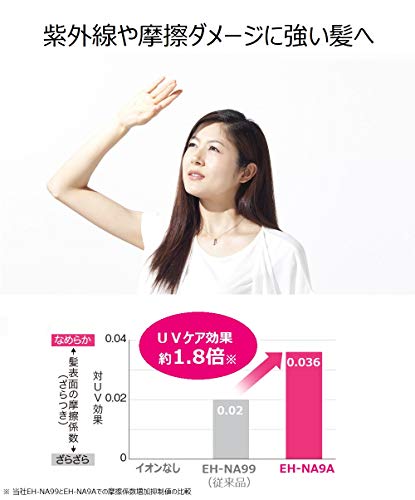 紫外線や摩擦ダメージに強い髪へ
なめらか
髪表面の摩擦係数
(ざらつき)
ざらざら
対UV効果
0.04
0.02
0
UVケア効果
約1.8倍※
0.02
0.036
イオンなし
EH-NA99
(従来品)
EH-NA9A
※ 当社EH-NA99とEH-NA9Aでの摩擦係数増加抑制値の比較